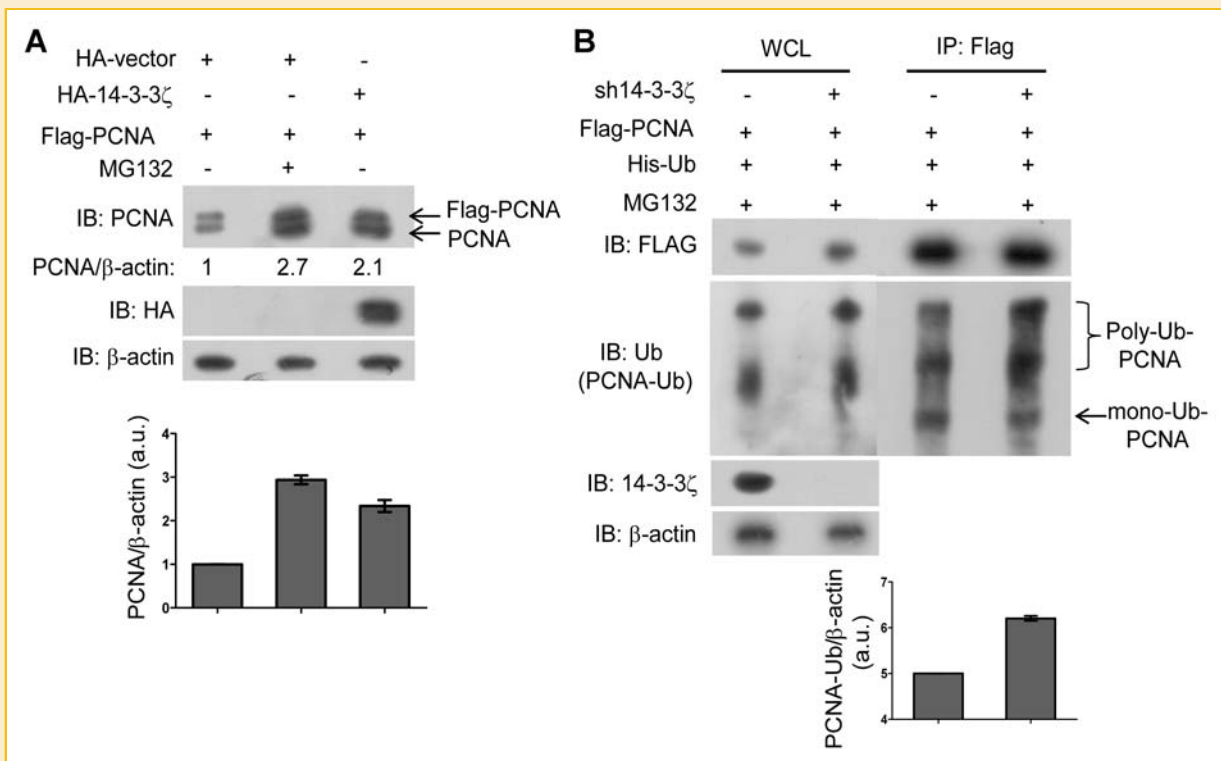 A
HA-vector + + -
HA-14-3-3ζ - - +
Flag-PCNA + + +
MG132 - + -
IB: PCNA
Flag-PCNA
PCNA
PCNA/β-actin: 1 2.7 2.1
IB: HA
IB: β-actin
PCNA/β-actin (a.u.)
4
3
2
1
0
B
WCL IP: Flag
sh14-3-3ζ - + - +
Flag-PCNA + + + +
His-Ub + + + +
MG132 + + + +
IB: FLAG
IB: Ub
(PCNA-Ub)
Poly-Ub-
PCNA
mono-Ub-
PCNA
IB: 14-3-3ζ
IB: β-actin
PCNA-Ub/β-actin
(a.u.)
7
6
5
4